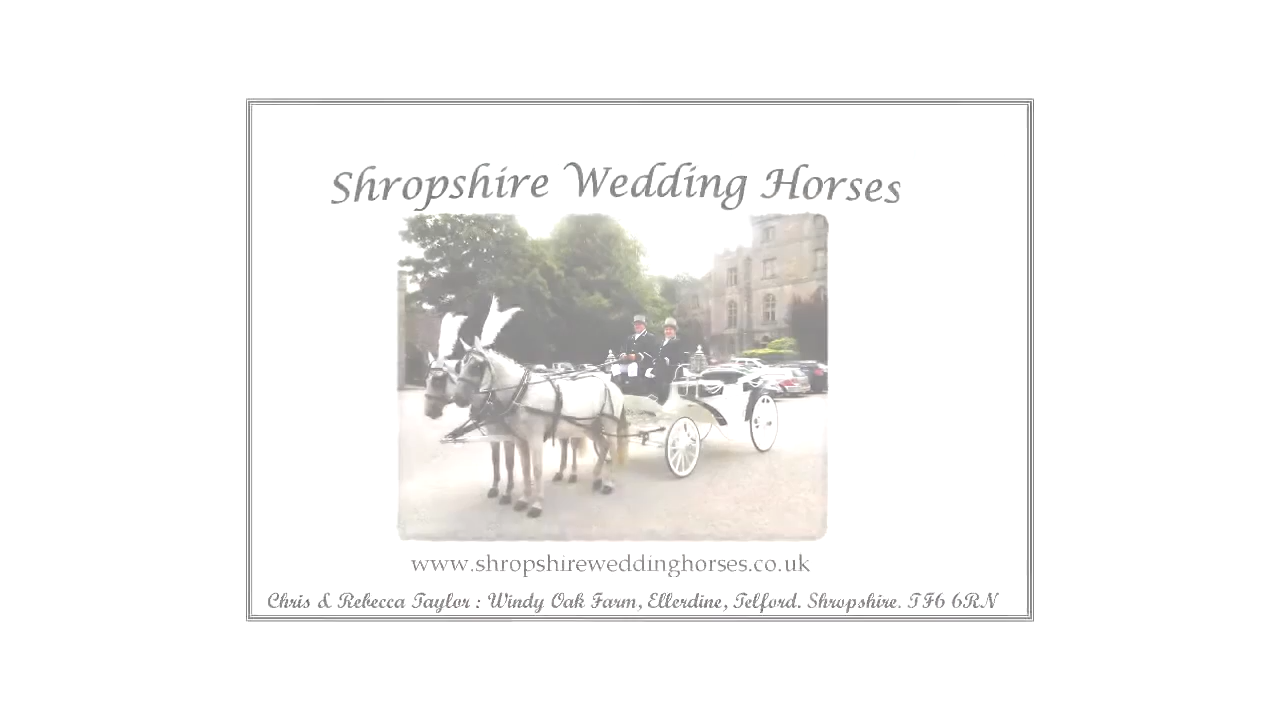 Shropshire Wedding Horses
www.shropshireweddinghorses.co.uk
Chris & Rebecca Taylor : Windy Oak Farm, Ellerdine, Telford. Shropshire. TF6 6RN